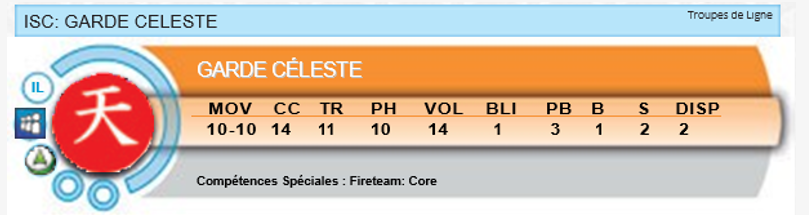 ISC: GARDE CELESTE
Troupes de Ligne
GARDE CÉLESTE
IL
天
MOV CC TR PH VOL BLI PB B S DISP
10-10 14 11 10 14 1 3 1 2 2
Compétences Spéciales : Fireteam: Core